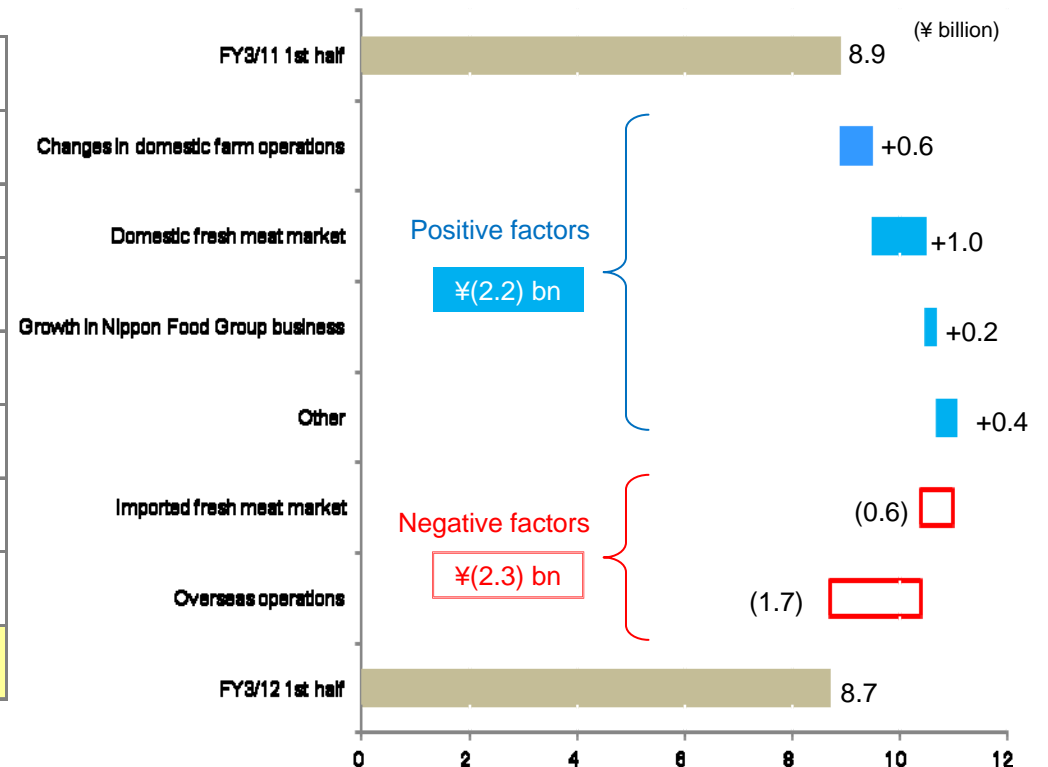 (¥ billion)
FY3/11 1st half
8.9
Changes in domestic farm operations
+0.6
Domestic fresh meat market
+1.0
Positive factors
¥(2.2) bn
Growth in Nippon Food Group business
+0.2
Other
+0.4
Imported fresh meat market
(0.6)
Negative factors
¥(2.3) bn
Overseas operations
(1.7)
FY3/12 1st half
8.7
0 2 4 6 8 10 12